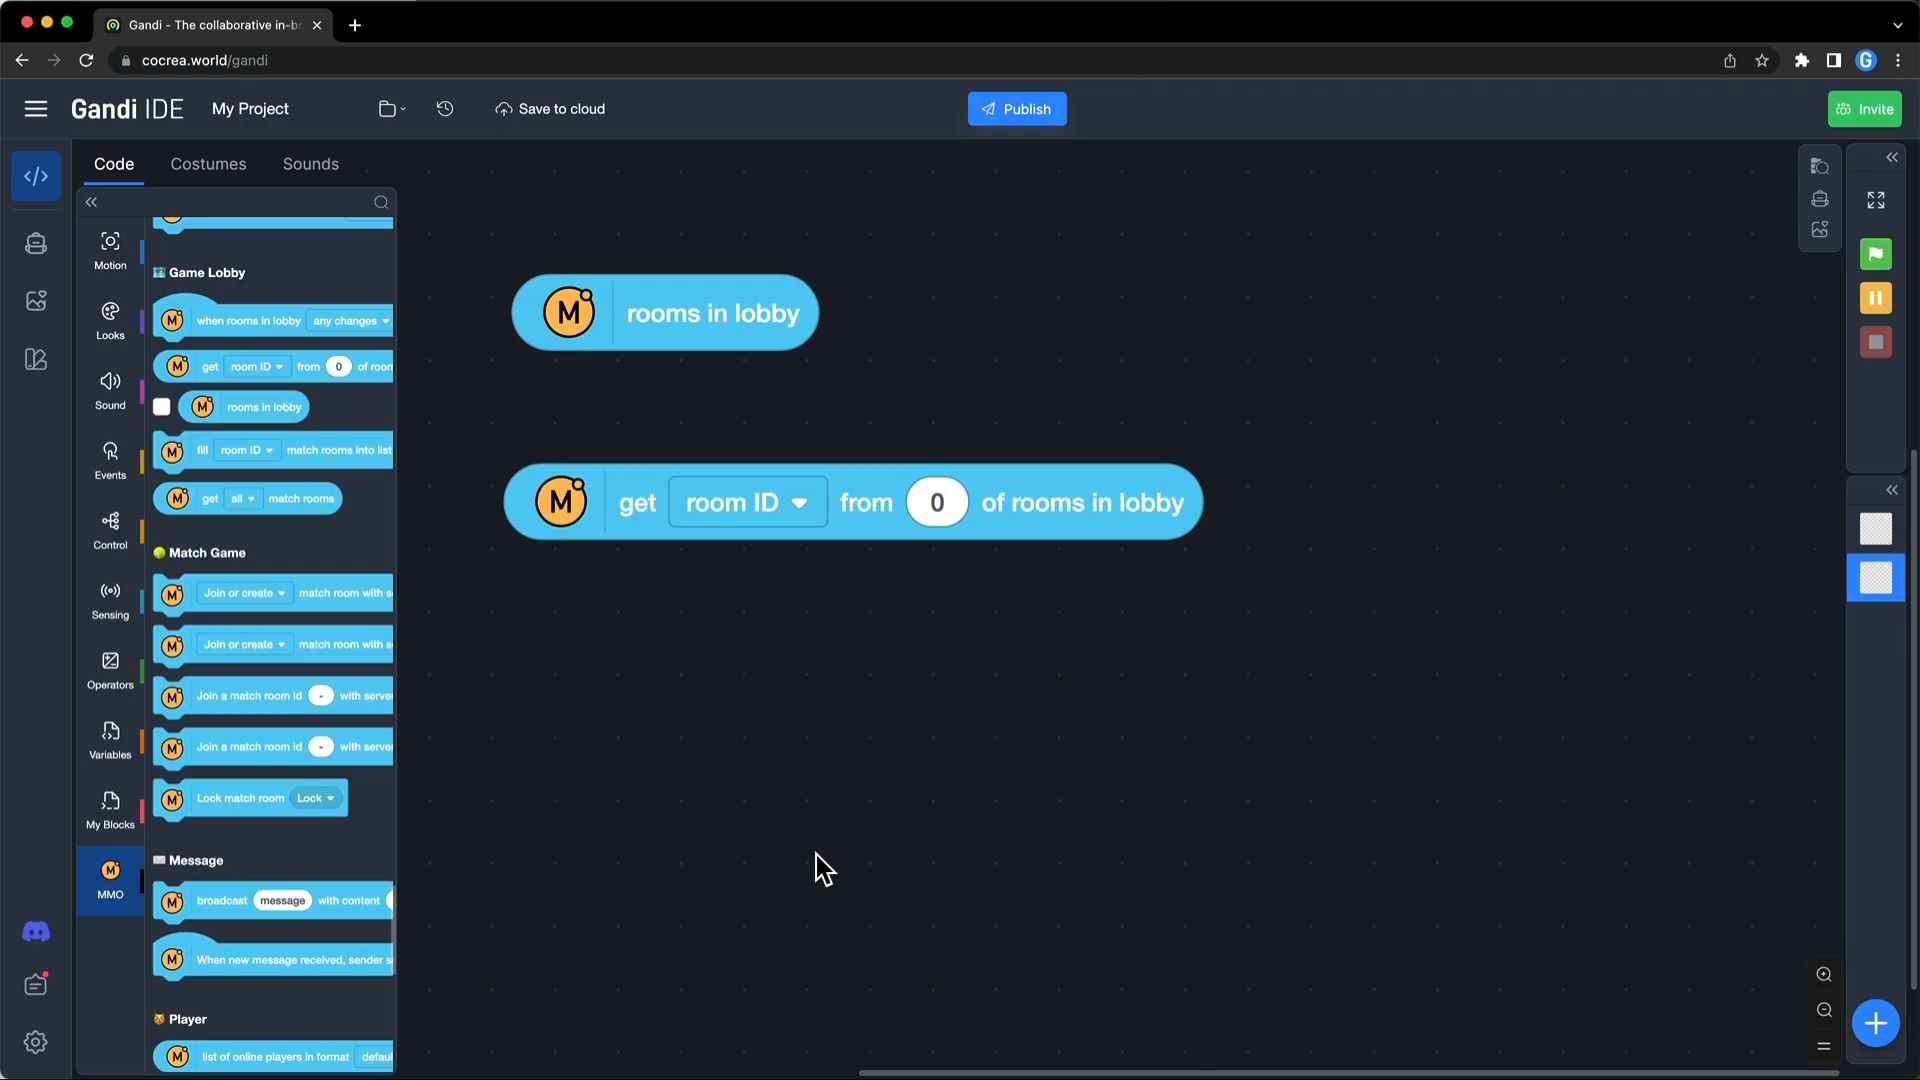 Gandi - The collaborative in-b
cocrea.world/gandi
G
Gandi IDE
My Project
Save to cloud
Publish
Invite
Code
Costumes
Sounds
Motion
Looks
Sound
Events
Control
Sensing
Operators
Variables
My Blocks
M
MMO
Game Lobby
M when rooms in lobby any changes
M get room ID from 0 of room
M rooms in lobby
M fill room ID match rooms into list
M get all match rooms
Match Game
M Join or create match room with s
M Join or create match room with s
M Join a match room id - with serve
M Join a match room id - with serve
M Lock match room Lock
Message
M broadcast message with content
M When new message received, sender s
Player
M list of online players in format defau
M rooms in lobby
M get room ID from 0 of rooms in lobby